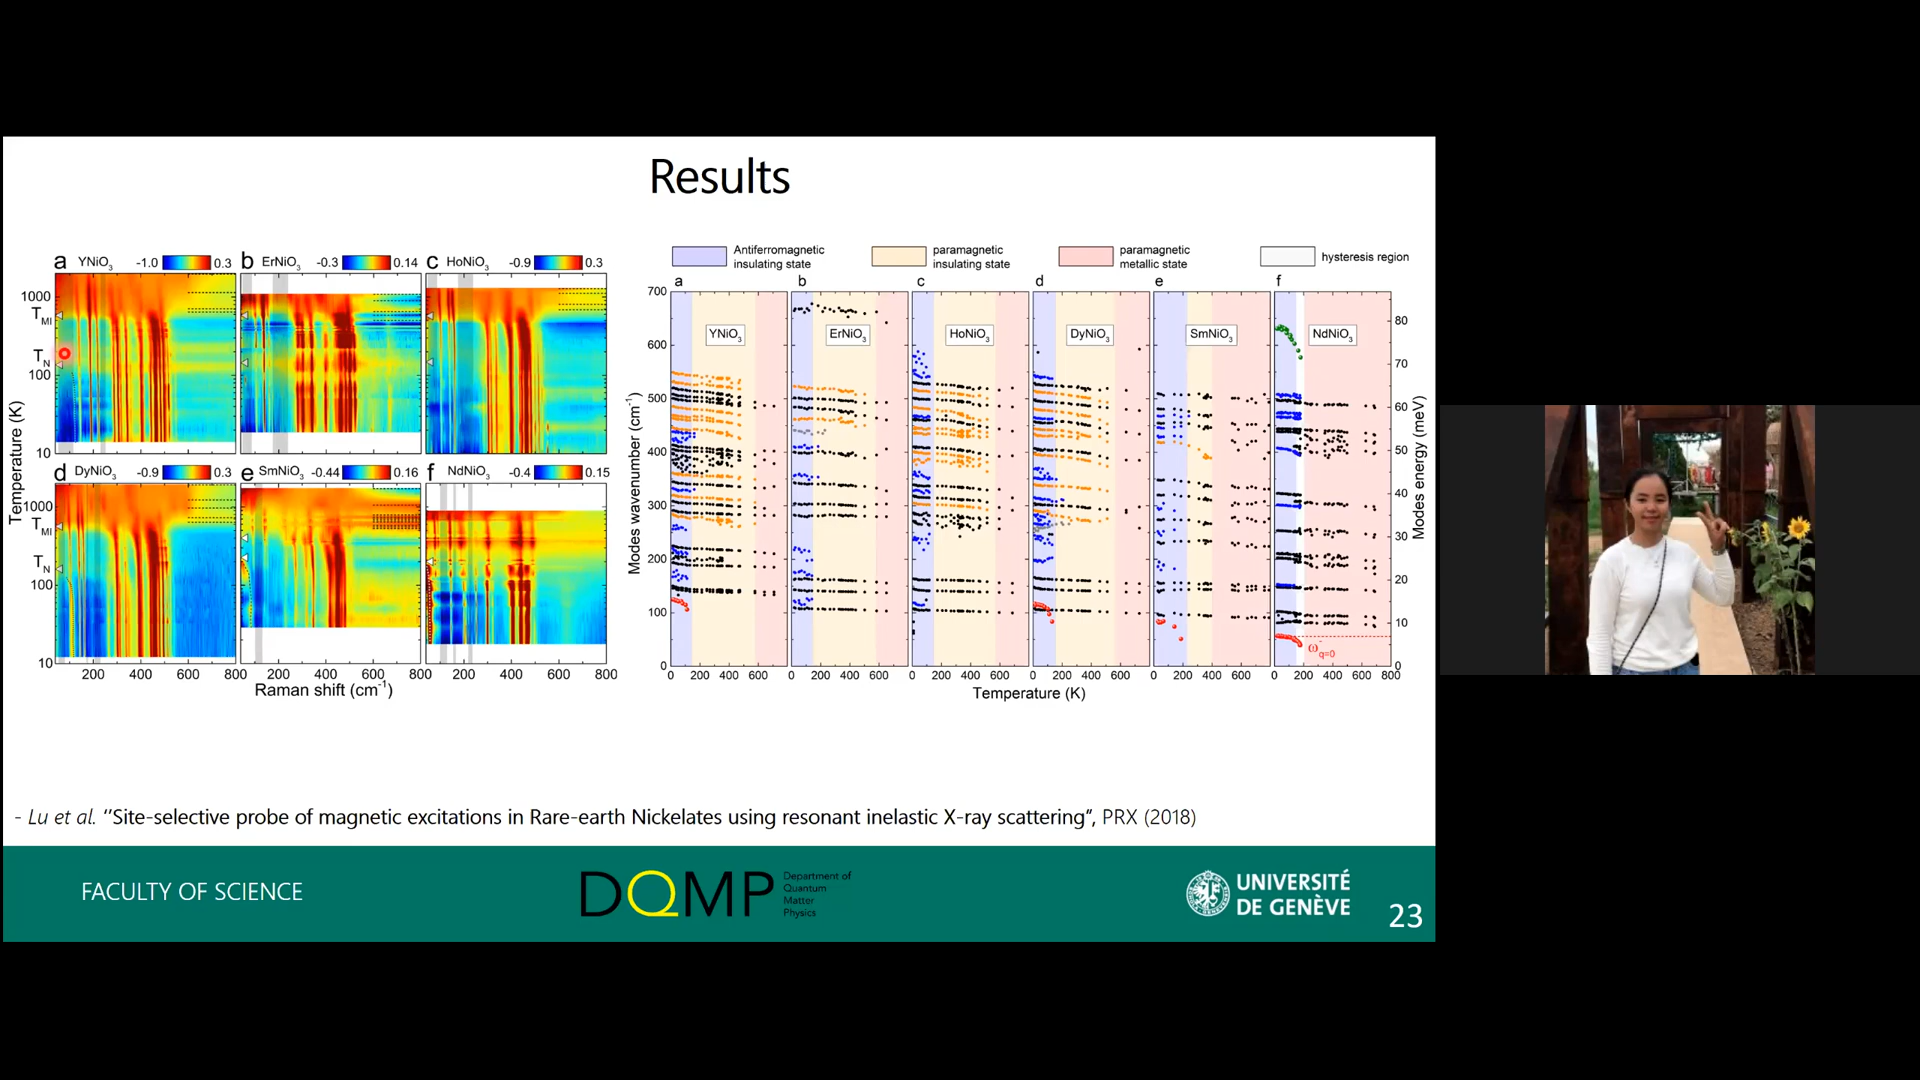 Results
a YNiO3 -1.0 0.3
b ErNiO3 -0.3 0.14
c HoNiO3 -0.9 0.3
1000
TMI
TN
100
10
d DyNiO3 -0.9 0.3
e SmNiO3 -0.44 0.16
f NdNiO3 -0.4 0.15
1000
TMI
TN
100
10
Temperature (K)
200 400 600 200 400 600 800 200 400 600 800
Raman shift (cm-1)
Antiferromagnetic
insulating state
paramagnetic
insulating state
paramagnetic
metallic state
hysteresis region
a b c d e f
YNiO3 ErNiO3 HoNiO3 DyNiO3 SmNiO3 NdNiO3
700
600
500
400
300
200
100
0
Modes wavenumber (cm-1)
80
70
60
50
40
30
20
10
0
Modes energy (meV)
ωq=0
0 200 400 600 0 200 400 600 0 200 400 600 0 200 400 600 0 200 400 600 0 200 400 600 800
Temperature (K)
- Lu et al. ‘’Site-selective probe of magnetic excitations in Rare-earth Nickelates using resonant inelastic X-ray scattering“, PRX (2018)
FACULTY OF SCIENCE
DQMP
Department of
Quantum
Matter
Physics
UNIVERSITÉ
DE GENÈVE
23